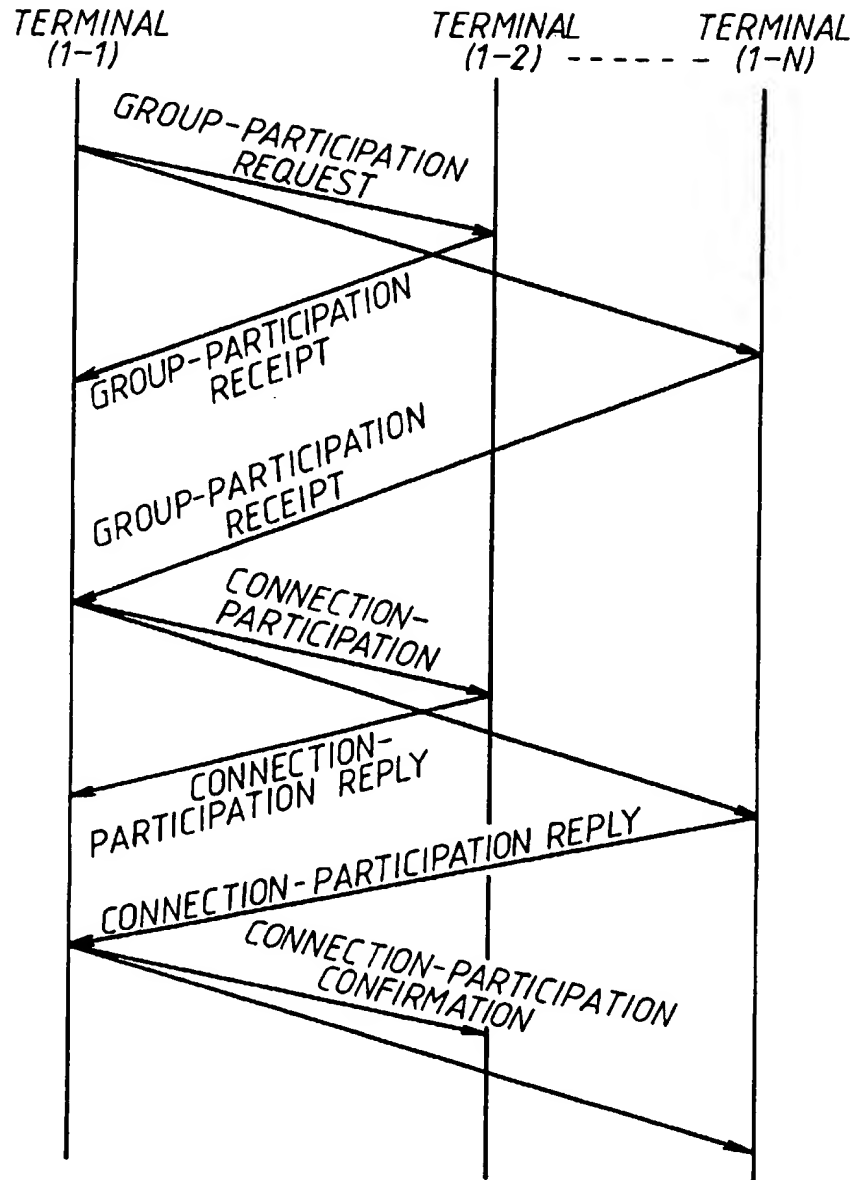 TERMINAL
(1-1)
TERMINAL
(1-2) ------ 
TERMINAL
(1-N)
GROUP-PARTICIPATION
REQUEST
GROUP-PARTICIPATION
RECEIPT
GROUP-PARTICIPATION
RECEIPT
CONNECTION-
PARTICIPATION
CONNECTION-
PARTICIPATION REPLY
CONNECTION-PARTICIPATION REPLY
CONNECTION-PARTICIPATION
CONFIRMATION